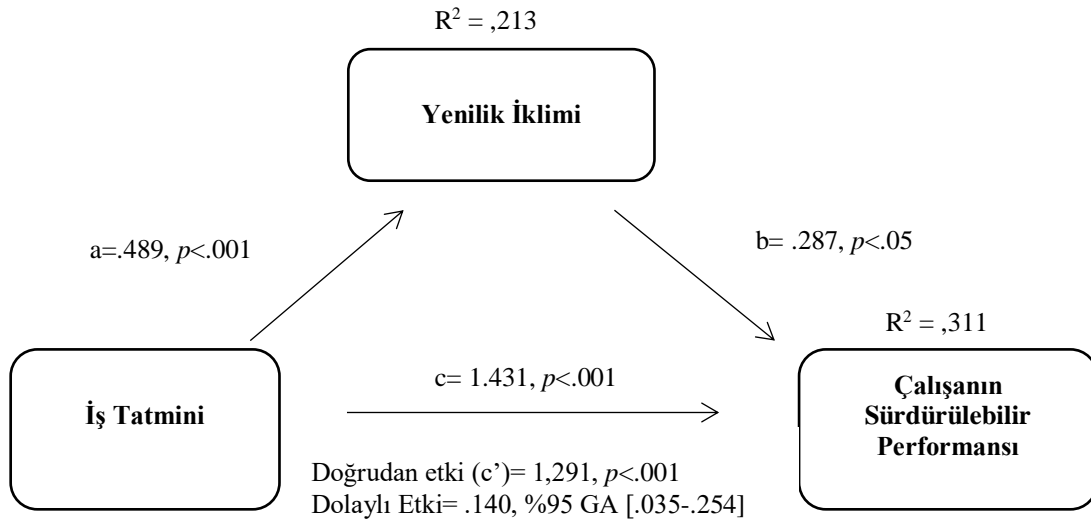 R² = ,213
Yenilik İklimi
a=.489, p<.001
b= .287, p<.05
R² = ,311
İş Tatmini
c= 1.431, p<.001
Çalışanın
Sürdürülebilir
Performansı
Doğrudan etki (c’)= 1,291, p<.001
Dolaylı Etki= .140, %95 GA [.035-.254]